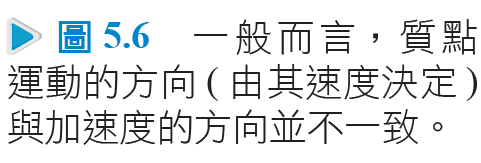 圖 5.6 一般而言，質點
運動的方向 ( 由其速度決定 )
與加速度的方向並不一致。